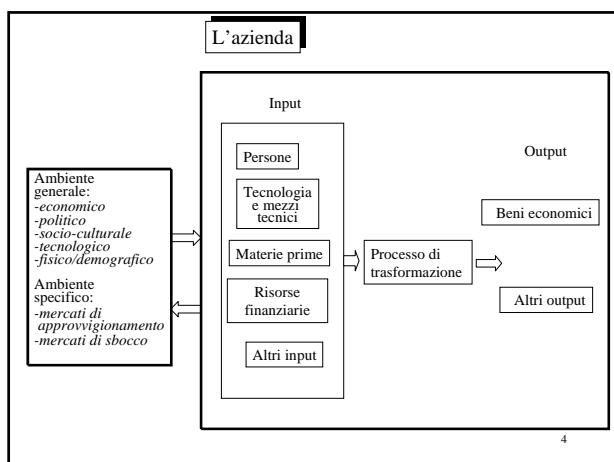 L'azienda
Ambiente
generale:
-economico
-politico
-socio-culturale
-tecnologico
-fisico/demografico
Ambiente
specifico:
-mercati di
approvvigionamento
-mercati di sbocco
Input
Persone
Tecnologia
e mezzi
tecnici
Materie prime
Risorse
finanziarie
Altri input
Processo di
trasformazione
Output
Beni economici
Altri output
4